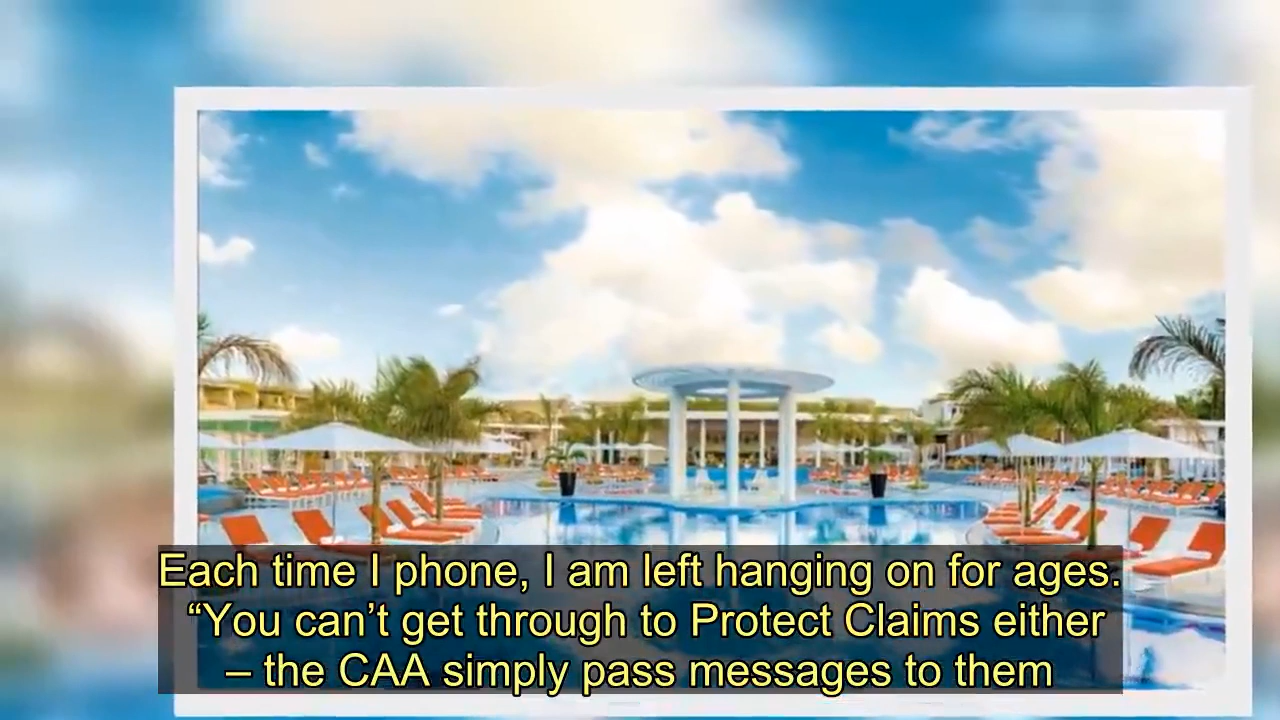 Each time I phone, I am left hanging on for ages.
“You can’t get through to Protect Claims either
– the CAA simply pass messages to them